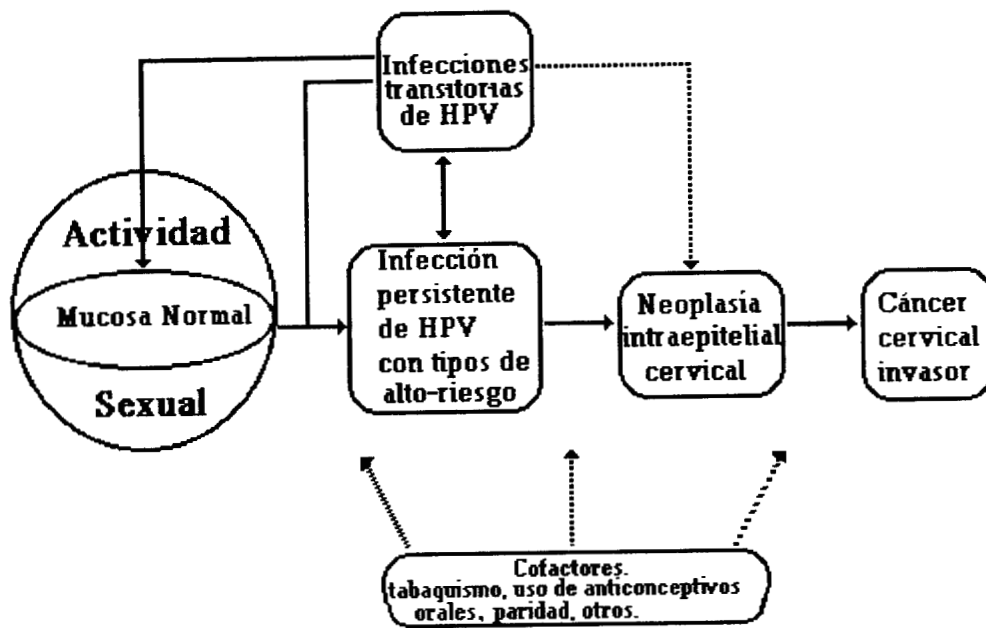 Infecciones
transitorias
de HPV
Actividad
Mucosa Normal
Sexual
Infección
persistente
de HPV
con tipos de
alto-riesgo
Neoplasía
intraepitelial
cervical
Cáncer
cervical
invasor
Cofactores.
tabaquismo, uso de anticonceptivos
orales, paridad, otros.